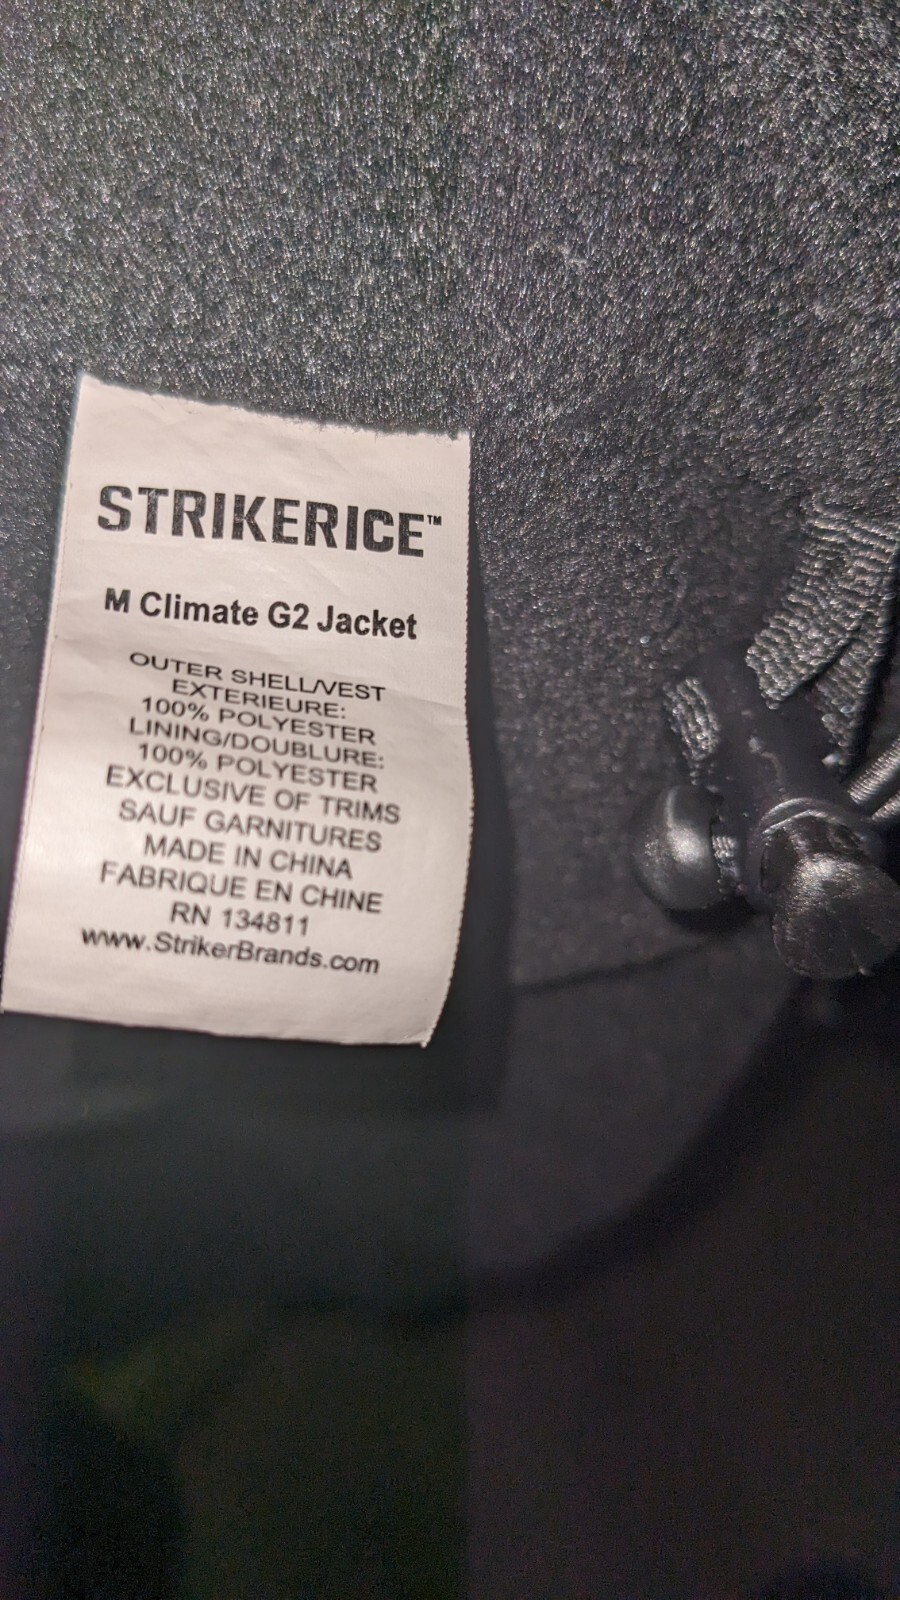 STRIKERICE™
M Climate G2 Jacket
OUTER SHELL/VEST
EXTERIEURE:
100% POLYESTER
LINING/DOUBLURE:
100% POLYESTER
EXCLUSIVE OF TRIMS
SAUF GARNITURES
MADE IN CHINA
FABRIQUE EN CHINE
RN 134811
www.StrikerBrands.com